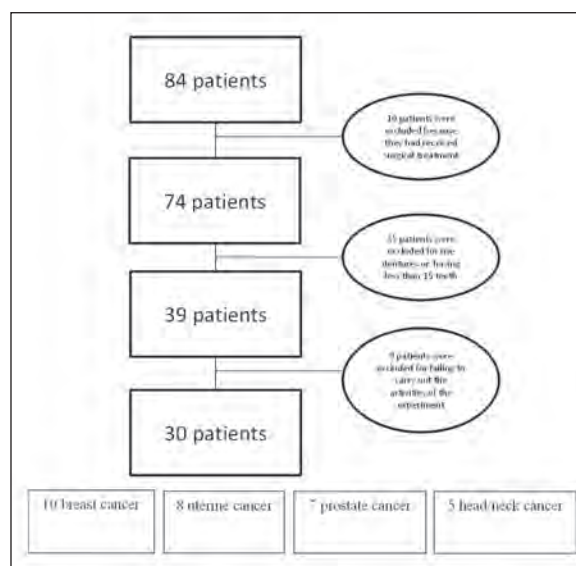 84 patients
10 patients were
excluded because
they had received
surgical treatment
74 patients
35 patients were
excluded for use
dentures or having
less than 15 teeth
39 patients
9 patients were
excluded for failing to
carry out the
activities of the
experiment
30 patients
10 breast cancer
8 uterine cancer
7 prostate cancer
5 head/neck cancer